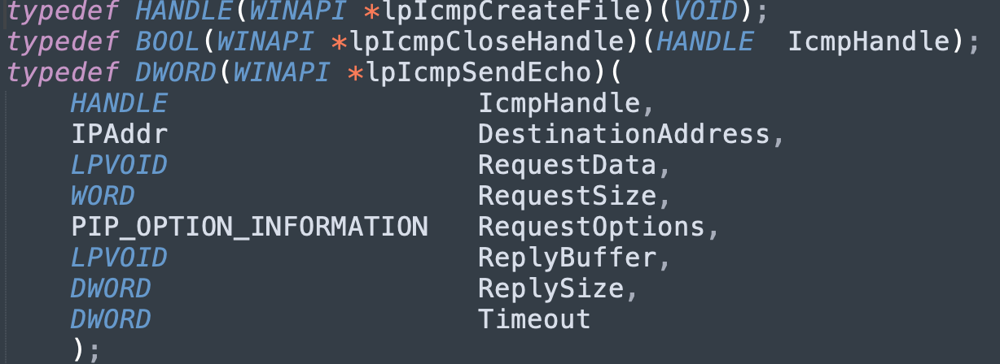 typedef HANDLE(WINAPI *lpIcmpCreateFile)(VOID);
typedef BOOL(WINAPI *lpIcmpCloseHandle)(HANDLE  IcmpHandle);
typedef DWORD(WINAPI *lpIcmpSendEcho)(
    HANDLE                   IcmpHandle,
    IPAddr                   DestinationAddress,
    LPVOID                   RequestData,
    WORD                     RequestSize,
    PIP_OPTION_INFORMATION   RequestOptions,
    LPVOID                   ReplyBuffer,
    DWORD                    ReplySize,
    DWORD                    Timeout
    );